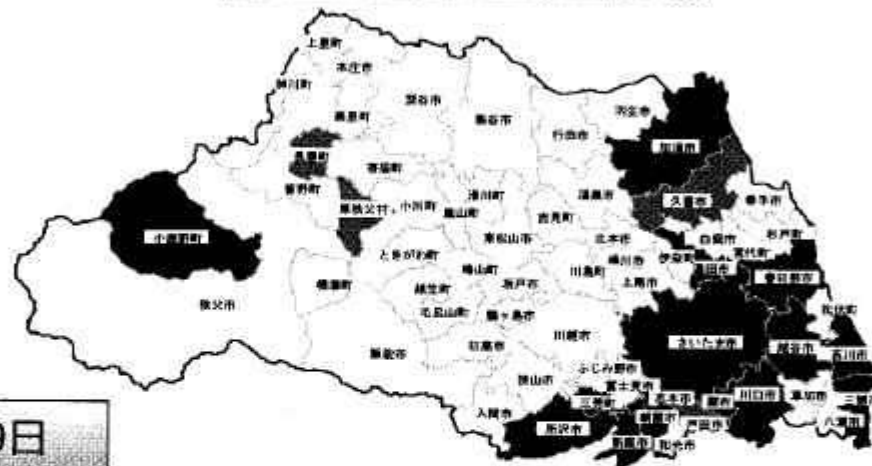 上里町
本庄市
神川町
深谷市
美里町
熊谷市
行田市
羽生市
加須市
長瀞町
寄居町
皆野町
東秩父村
小川町
嵐山町
滑川町
吉見町
鴻巣市
久喜市
幸手市
小鹿野町
東松山市
北本市
白岡市
杉戸町
宮代町
ときがわ町
鳩山町
川島町
桶川市
伊奈町
上尾市
春日部市
横瀬町
越生町
坂戸市
秩父市
毛呂山町
鶴ヶ島市
松伏町
日高市
川越市
さいたま市
越谷市
吉川市
飯能市
ふじみ野市
狭山市
富士見市
三芳町
志木市
蕨市
川口市
草加市
入間市
所沢市
朝霞市
戸田市
八潮市
新座市
和光市
日